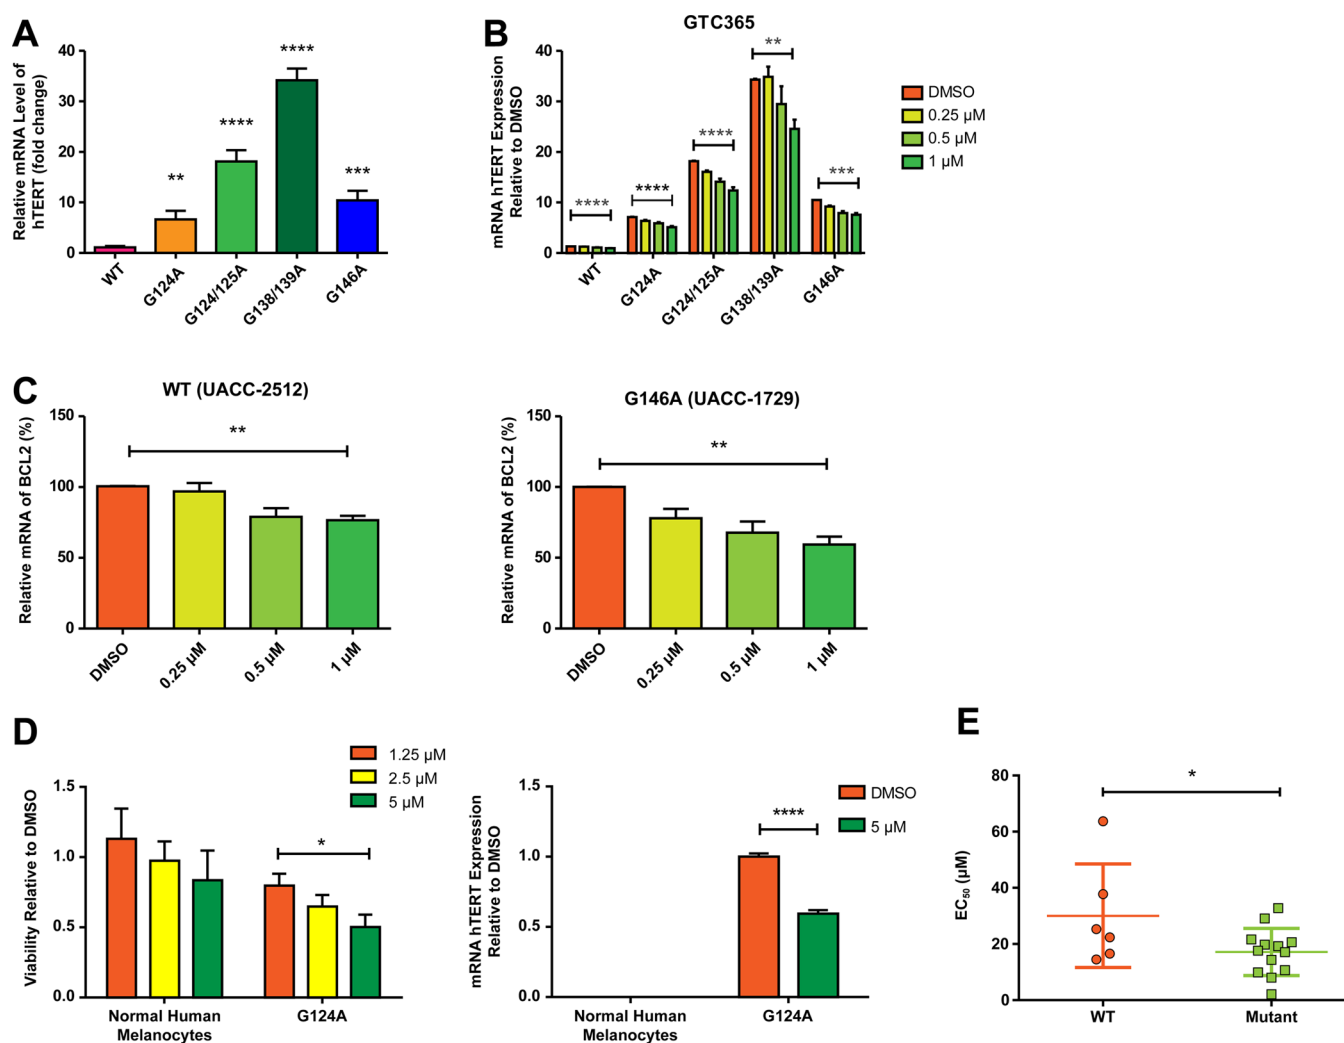 A
Relative mRNA Level of
hTERT (fold change)
40
30
20
10
0
**
****
****
***
WT
G124A
G124/125A
G138/139A
G146A
B
GTC365
mRNA hTERT Expression
Relative to DMSO
40
30
20
10
0
****
****
****
**
***
WT
G124A
G124/125A
G138/139A
G146A
DMSO
0.25 µM
0.5 µM
1 µM
C
WT (UACC-2512)
Relative mRNA of BCL2 (%)
150
100
50
0
**
DMSO
0.25 µM
0.5 µM
1 µM
G146A (UACC-1729)
Relative mRNA of BCL2 (%)
150
100
50
0
**
DMSO
0.25 µM
0.5 µM
1 µM
D
Viability Relative to DMSO
1.5
1.0
0.5
0.0
1.25 µM
2.5 µM
5 µM
*
Normal Human
Melanocytes
G124A
mRNA hTERT Expression
Relative to DMSO
1.5
1.0
0.5
0.0
DMSO
5 µM
****
Normal Human
Melanocytes
G124A
E
EC50 (µM)
80
60
40
20
0
*
WT
Mutant